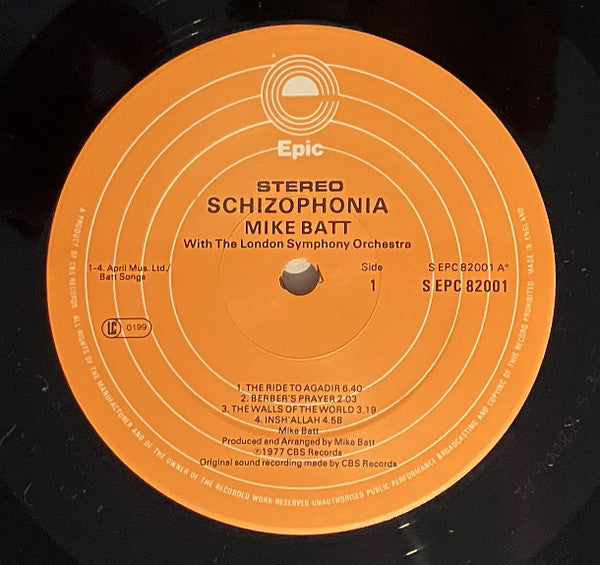 Epic
STEREO
SCHIZOPHONIA
MIKE BATT
With The London Symphony Orchestra
1-4. April Mus. Ltd./
Batt Songs
Side
1
S EPC 82001 A°
S EPC 82001
LC 0199
1. THE RIDE TO AGADIR 6.40
2. BERBER'S PRAYER 2.03
3. THE WALLS OF THE WORLD 3.19
4. INSH'ALLAH 4.58
Mike Batt
Produced and Arranged by Mike Batt
℗1977 CBS Records
Original sound recording made by CBS Records
A PRODUCT OF CBS RECORDS ALL RIGHTS OF THE MANUFACTURER AND OF THE OWNER OF THE RECORDED WORK RESERVED UNAUTHORISED PUBLIC PERFORMANCE BROADCASTING AND COPYING OF THIS RECORD PROHIBITED MADE IN ENGLAND